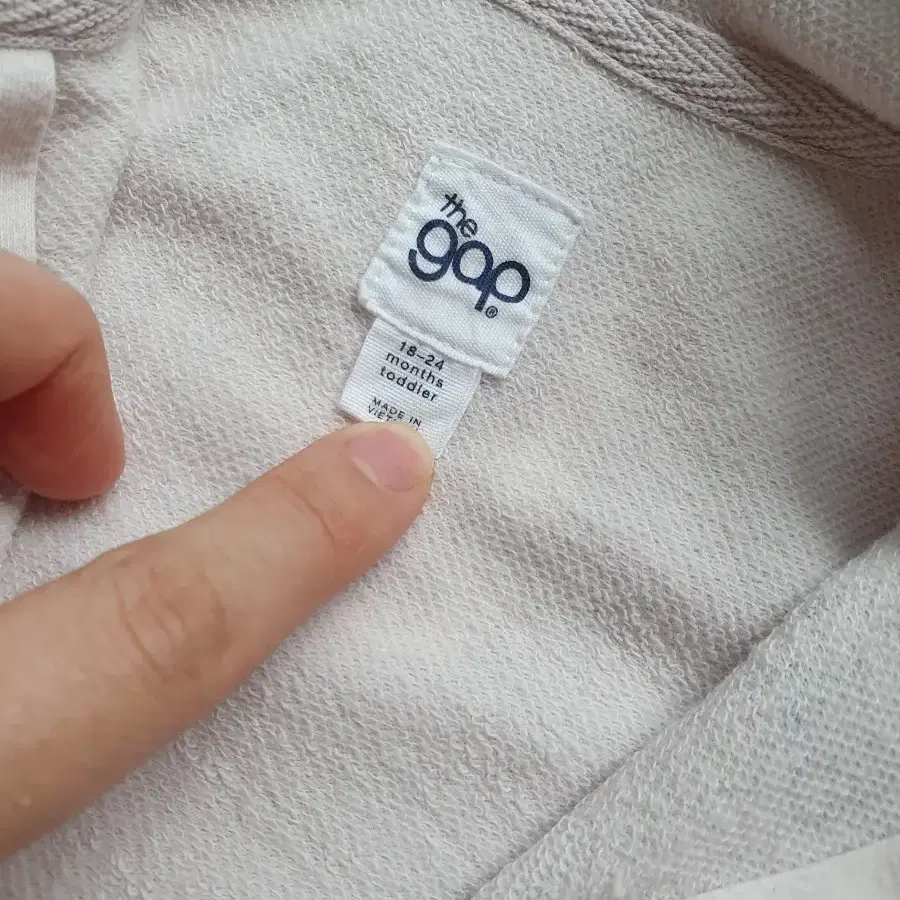 the
gap
®
18–24
months
toddler
MADE IN